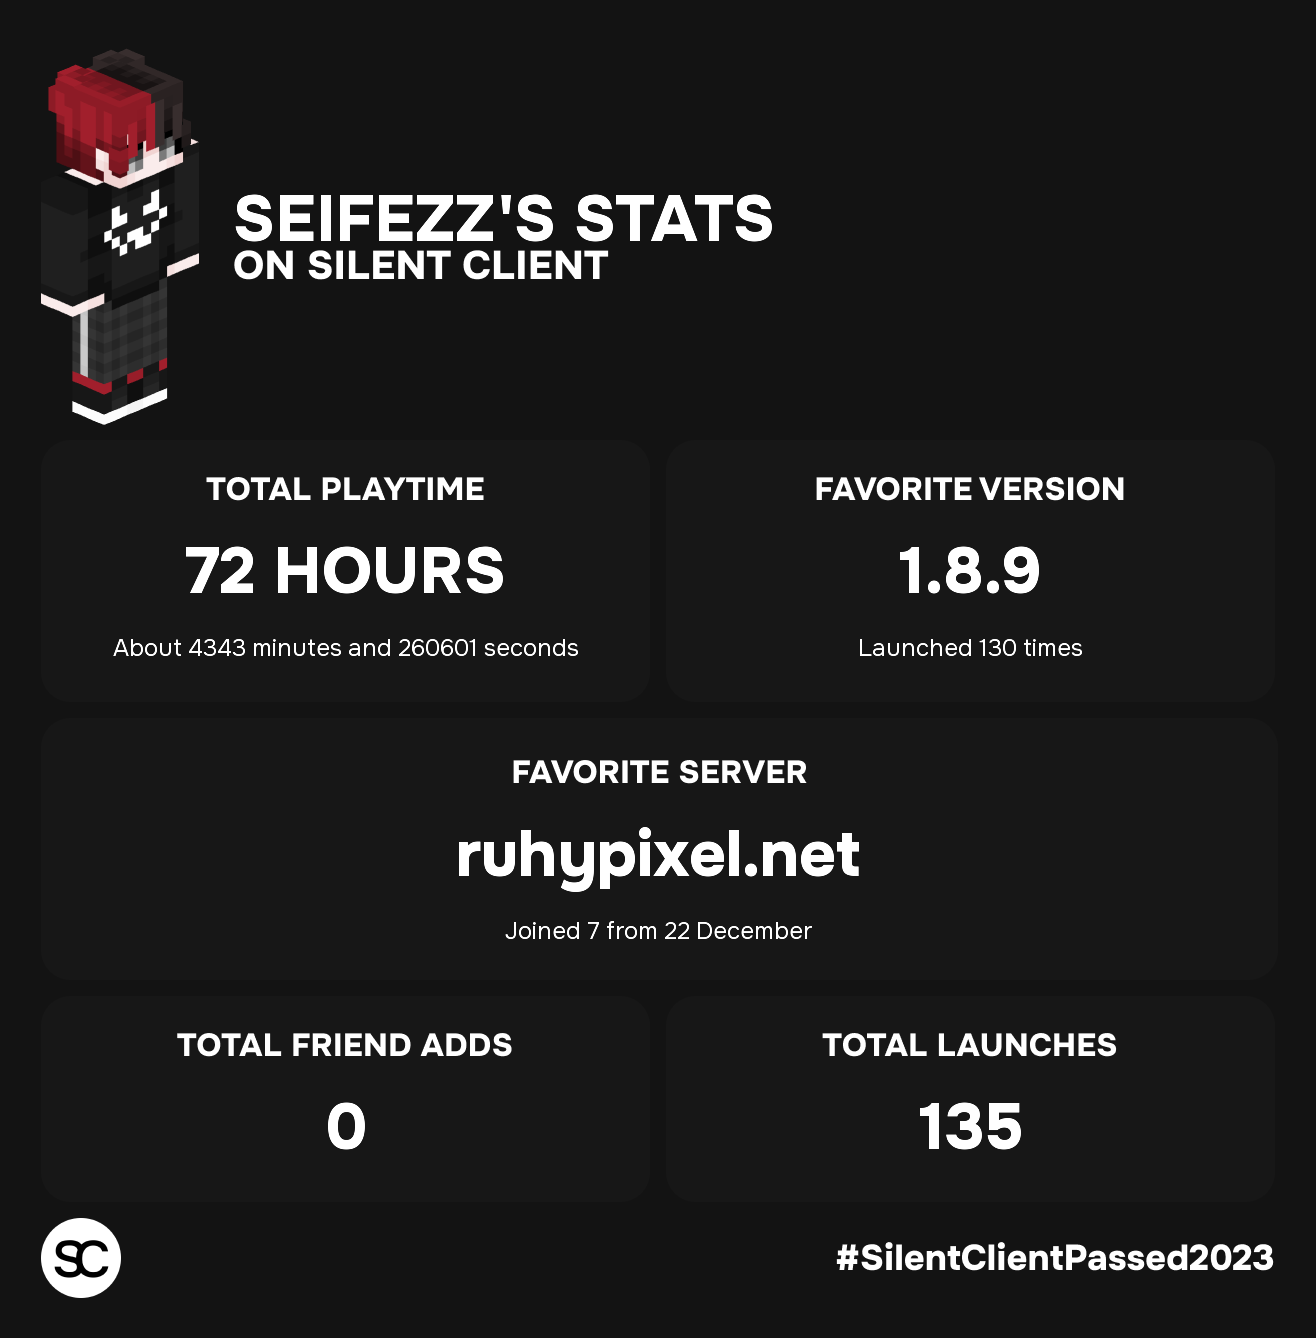 SEIFEZZ'S STATS
ON SILENT CLIENT
TOTAL PLAYTIME
72 HOURS
About 4343 minutes and 260601 seconds
FAVORITE VERSION
1.8.9
Launched 130 times
FAVORITE SERVER
ruhypixel.net
Joined 7 from 22 December
TOTAL FRIEND ADDS
0
TOTAL LAUNCHES
135
SC
#SilentClientPassed2023